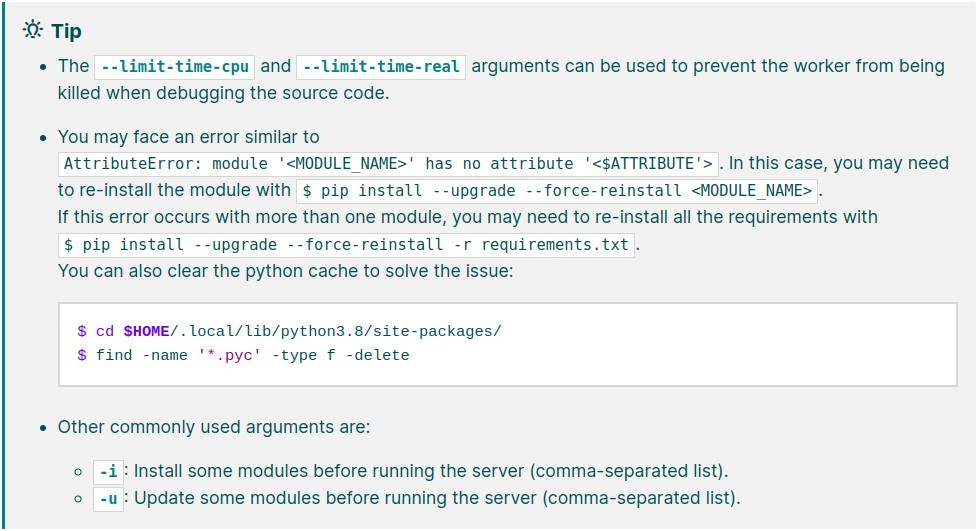 Tip
The --limit-time-cpu and --limit-time-real arguments can be used to prevent the worker from being
killed when debugging the source code.
You may face an error similar to
AttributeError: module '<MODULE_NAME>' has no attribute '<$ATTRIBUTE'>. In this case, you may need
to re-install the module with $ pip install --upgrade --force-reinstall <MODULE_NAME>.
If this error occurs with more than one module, you may need to re-install all the requirements with
$ pip install --upgrade --force-reinstall -r requirements.txt.
You can also clear the python cache to solve the issue:
$ cd $HOME/.local/lib/python3.8/site-packages/
$ find -name '*.pyc' -type f -delete
Other commonly used arguments are:
-i: Install some modules before running the server (comma-separated list).
-u: Update some modules before running the server (comma-separated list).